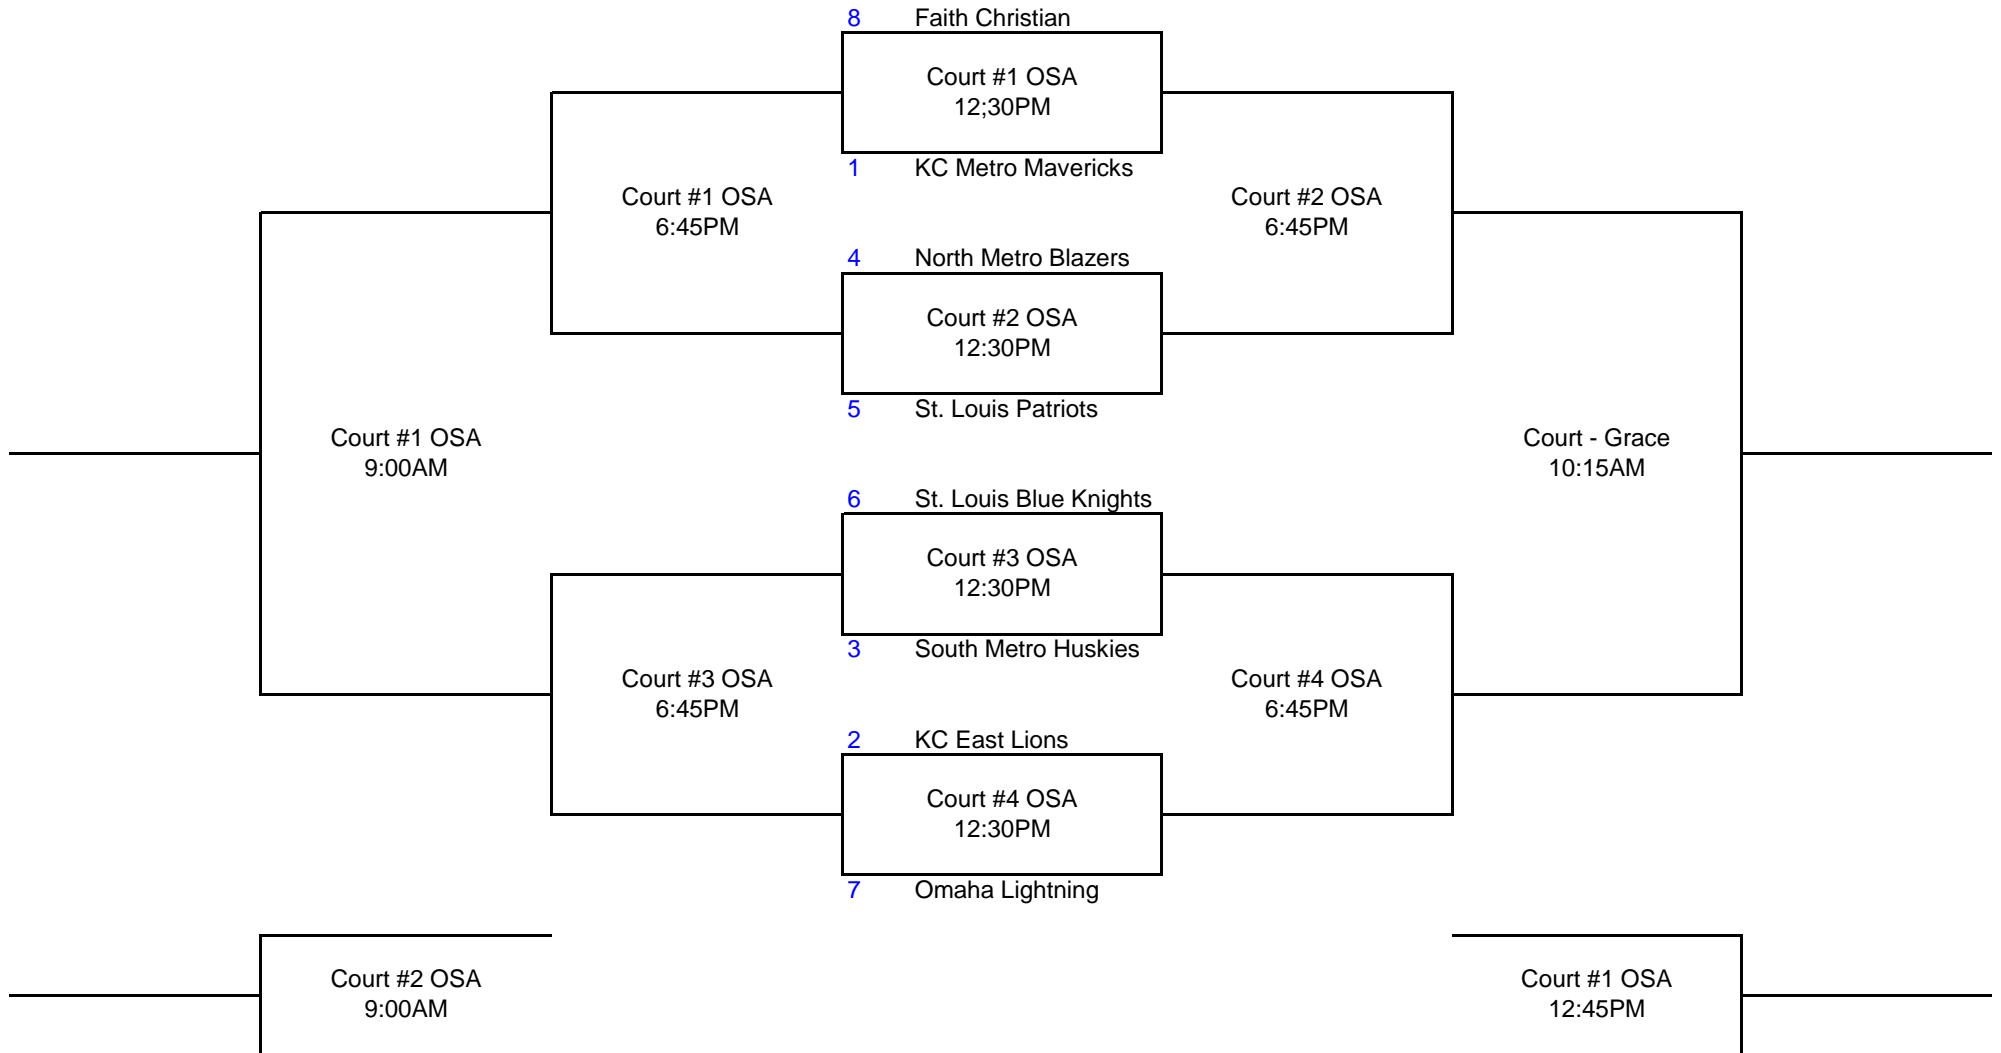 8 Faith Christian
Court #1 OSA
12;30PM
1 KC Metro Mavericks
Court #1 OSA
6:45PM
Court #2 OSA
6:45PM
4 North Metro Blazers
Court #2 OSA
12:30PM
5 St. Louis Patriots
Court #1 OSA
9:00AM
Court - Grace
10:15AM
6 St. Louis Blue Knights
Court #3 OSA
12:30PM
3 South Metro Huskies
Court #3 OSA
6:45PM
Court #4 OSA
6:45PM
2 KC East Lions
Court #4 OSA
12:30PM
7 Omaha Lightning
Court #2 OSA
9:00AM
Court #1 OSA
12:45PM